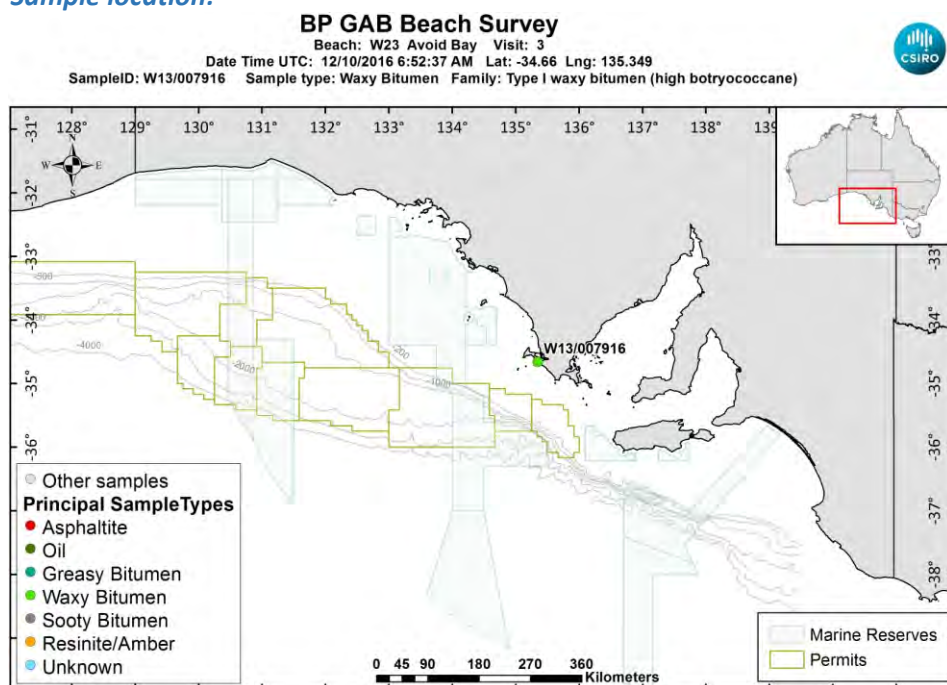 Sample location:
BP GAB Beach Survey
Beach: W23 Avoid Bay Visit: 3
Date Time UTC: 12/10/2016 6:52:37 AM Lat: -34.66 Lng: 135.349
SampleID: W13/007916 Sample type: Waxy Bitumen Family: Type I waxy bitumen (high botryococcane)
CSIRO
128° 129° 130° 131° 132° 133° 134° 135° 136° 137° 138° 139
N
W E
S
-31°
-32°
-33°
-34°
-35°
-36°
-37°
-38°
-33°
-34°
-35°
-36°
-37°
-38°
-500
-4000
-2000
-200
-1000
W13/007916
Other samples
Principal SampleTypes
Asphaltite
Oil
Greasy Bitumen
Waxy Bitumen
Sooty Bitumen
Resinite/Amber
Unknown
0 45 90 180 270 360
Kilometers
Marine Reserves
Permits